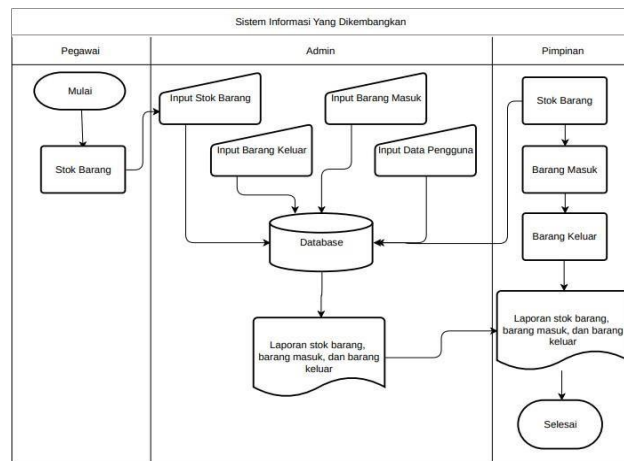 Sistem Informasi Yang Dikembangkan
Pegawai
Admin
Pimpinan
Mulai
Stok Barang
Input Stok Barang
Input Barang Masuk
Input Barang Keluar
Input Data Pengguna
Database
Laporan stok barang,
barang masuk, dan barang
keluar
Stok Barang
Barang Masuk
Barang Keluar
Laporan stok barang,
barang masuk, dan barang
keluar
Selesai